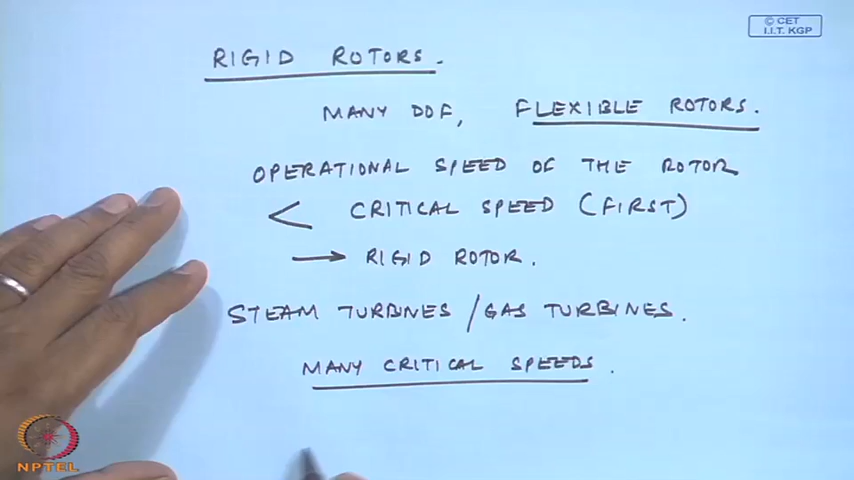 © CET
I.I.T. KGP
RIGID ROTORS.
MANY DOF, FLEXIBLE ROTORS.
OPERATIONAL SPEED OF THE ROTOR
< CRITICAL SPEED (FIRST)
→ RIGID ROTOR.
STEAM TURBINES / GAS TURBINES.
MANY CRITICAL SPEEDS.
NPTEL